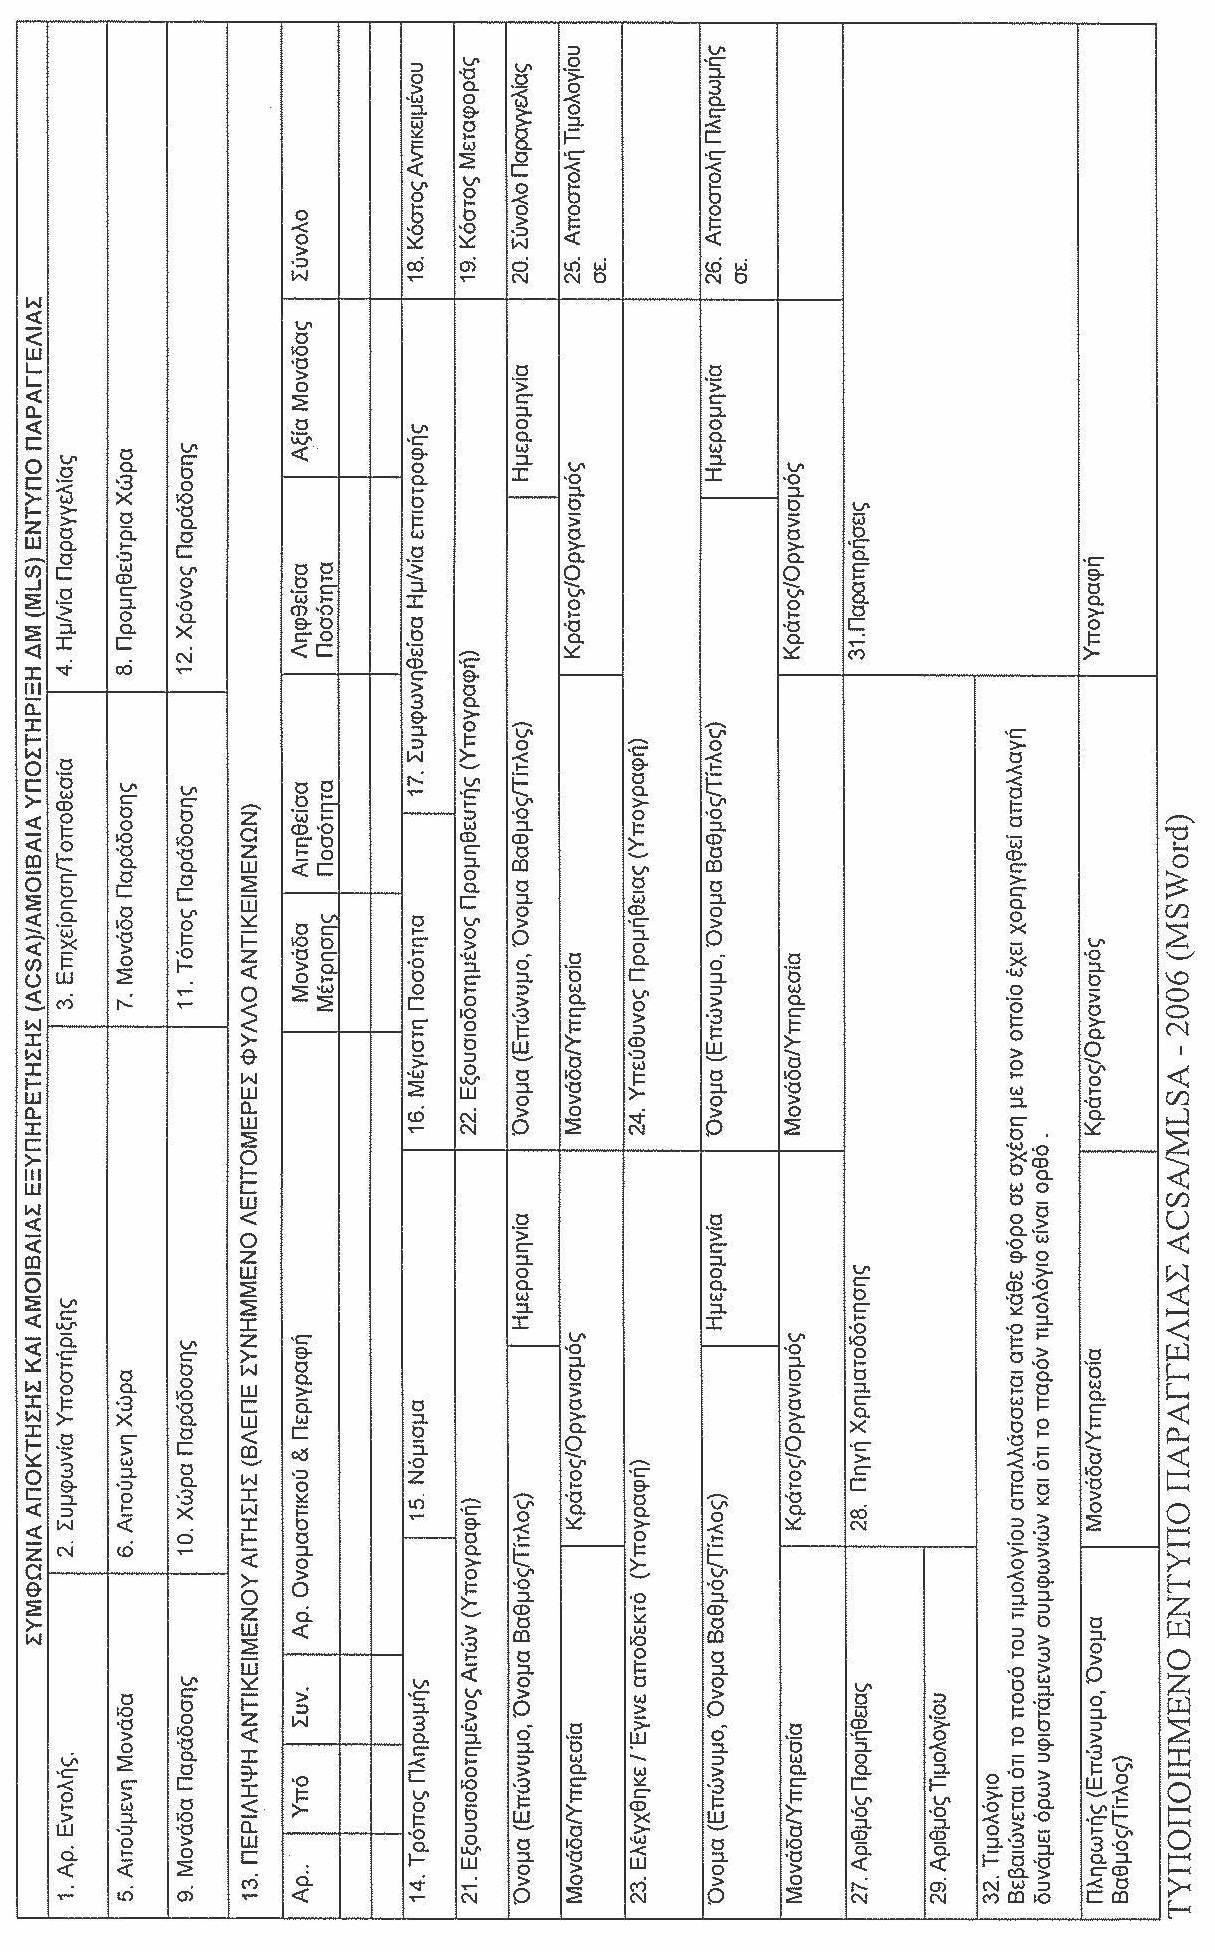 ΣΥΜΦΩΝΙΑ ΑΠΟΚΤΗΣΗΣ ΚΑΙ ΑΜΟΙΒΑΙΑΣ ΕΞΥΠΗΡΕΤΗΣΗΣ (ACSA)/ΑΜΟΙΒΑΙΑ ΥΠΟΣΤΗΡΙΞΗ ΔΜ (MLS) ΕΝΤΥΠΟ ΠΑΡΑΓΓΕΛΙΑΣ
1. Αρ. Εντολής.
2. Συμφωνία Υποστήριξης
3. Επιχείρηση/Τοποθεσία
4. Ημ/νία Παραγγελίας
5. Αιτούμενη Μονάδα
6. Αιτούμενη Χώρα
7. Μονάδα Παράδοσης
8. Προμηθεύτρια Χώρα
9. Μονάδα Παράδοσης
10. Χώρα Παράδοσης
11. Τόπος Παράδοσης
12. Χρόνος Παράδοσης
13. ΠΕΡΙΛΗΨΗ ΑΝΤΙΚΕΙΜΕΝΟΥ ΑΙΤΗΣΗΣ (ΒΛΕΠΕ ΣΥΝΗΜΜΕΝΟ ΛΕΠΤΟΜΕΡΕΣ ΦΥΛΛΟ ΑΝΤΙΚΕΙΜΕΝΩΝ)
Αρ..
Υπό
Συν.
Αρ. Ονομαστικού & Περιγραφή
Μονάδα
Μέτρησης
Αιτηθείσα
Ποσότητα
Ληφθείσα
Ποσότητα
Αξία Μονάδας
Σύνολο
14. Τρόπος Πληρωμής
15. Νόμισμα
16. Μέγιστη Ποσότητα
17. Συμφωνηθείσα Ημ/νία επιστροφής
18. Κόστος Αντικειμένου
21. Εξουσιοδοτημένος Αιτών (Υπογραφή)
22. Εξουσιοδοτημένος Προμηθευτής (Υπογραφή)
19. Κόστος Μεταφοράς
Όνομα (Επώνυμο, Όνομα Βαθμός/Τίτλος)
Ημερομηνία
Όνομα (Επώνυμο, Όνομα Βαθμός/Τίτλος)
Ημερομηνία
20. Σύνολο Παραγγελίας
Μονάδα/Υπηρεσία
Κράτος/Οργανισμός
Μονάδα/Υπηρεσία
Κράτος/Οργανισμός
25. Αποστολή Τιμολογίου
σε.
23. Ελέγχθηκε / Έγινε αποδεκτό (Υπογραφή)
24. Υπεύθυνος Προμήθειας (Υπογραφή)
Όνομα (Επώνυμο, Όνομα Βαθμός/Τίτλος)
Ημερομηνία
Όνομα (Επώνυμο, Όνομα Βαθμός/Τίτλος)
Ημερομηνία
26. Αποστολή Πληρωμής
σε.
Μονάδα/Υπηρεσία
Κράτος/Οργανισμός
Μονάδα/Υπηρεσία
Κράτος/Οργανισμός
27. Αριθμός Προμήθειας
28. Πηγή Χρηματοδότησης
31.Παρατηρήσεις
29. Αριθμός Τιμολογίου
32. Τιμολόγιο
Βεβαιώνεται ότι το ποσό του τιμολογίου απαλλάσσεται από κάθε φόρο σε σχέση με τον οποίο έχει χορηγηθεί απαλλαγή
δυνάμει όρων υφιστάμενων συμφωνιών και ότι το παρόν τιμολόγιο είναι ορθό .
Πληρωτής (Επώνυμο, Όνομα
Βαθμός/Τίτλος)
Μονάδα/Υπηρεσία
Κράτος/Οργανισμός
Υπογραφή
ΤΥΠΟΠΟΙΗΜΕΝΟ ΕΝΤΥΠΟ ΠΑΡΑΓΓΕΛΙΑΣ ACSA/MLSA - 2006 (MSWord)